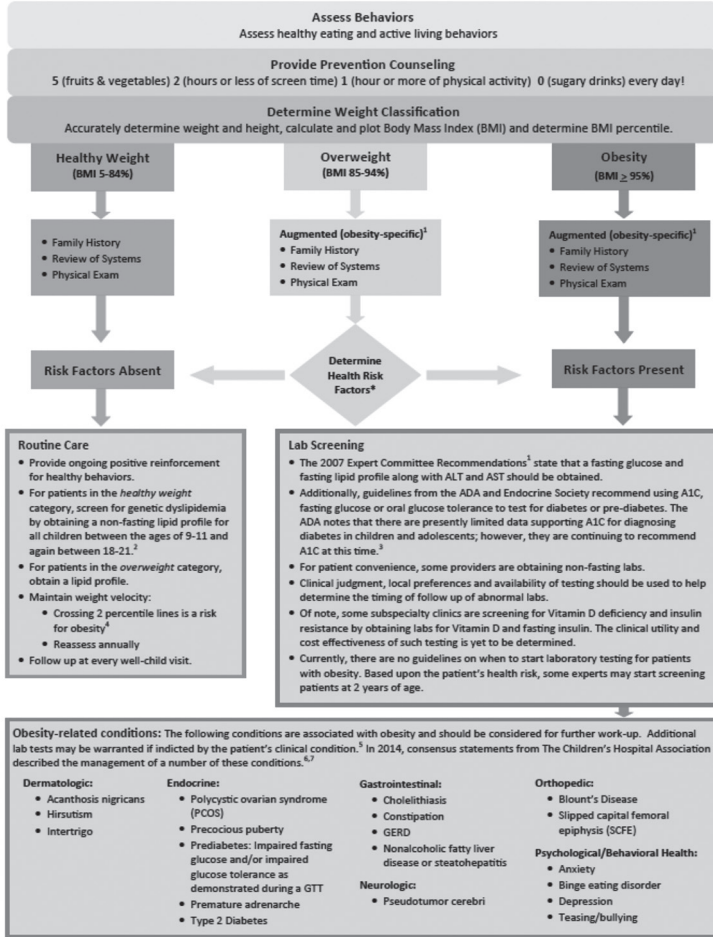 Assess Behaviors
Assess healthy eating and active living behaviors
Provide Prevention Counseling
5 (fruits & vegetables) 2 (hours or less of screen time) 1 (hour or more of physical activity) 0 (sugary drinks) every day!
Determine Weight Classification
Accurately determine weight and height, calculate and plot Body Mass Index (BMI) and determine BMI percentile.
Healthy Weight
(BMI 5-84%)
Overweight
(BMI 85-94%)
Obesity
(BMI ≥ 95%)
• Family History
• Review of Systems
• Physical Exam
Augmented (obesity-specific)¹
• Family History
• Review of Systems
• Physical Exam
Augmented (obesity-specific)¹
• Family History
• Review of Systems
• Physical Exam
Risk Factors Absent
Determine
Health Risk
Factors*
Risk Factors Present
Routine Care
• Provide ongoing positive reinforcement
for healthy behaviors.
• For patients in the healthy weight
category, screen for genetic dyslipidemia
by obtaining a non-fasting lipid profile for
all children between the ages of 9-11 and
again between 18-21.²
• For patients in the overweight category,
obtain a lipid profile.
• Maintain weight velocity:
• Crossing 2 percentile lines is a risk
for obesity⁴
• Reassess annually
• Follow up at every well-child visit.
Lab Screening
• The 2007 Expert Committee Recommendations¹ state that a fasting glucose and
fasting lipid profile along with ALT and AST should be obtained.
• Additionally, guidelines from the ADA and Endocrine Society recommend using A1C,
fasting glucose or oral glucose tolerance to test for diabetes or pre-diabetes. The
ADA notes that there are presently limited data supporting A1C for diagnosing
diabetes in children and adolescents; however, they are continuing to recommend
A1C at this time.³
• For patient convenience, some providers are obtaining non-fasting labs.
• Clinical judgment, local preferences and availability of testing should be used to help
determine the timing of follow up of abnormal labs.
• Of note, some subspecialty clinics are screening for Vitamin D deficiency and insulin
resistance by obtaining labs for Vitamin D and fasting insulin. The clinical utility and
cost effectiveness of such testing is yet to be determined.
• Currently, there are no guidelines on when to start laboratory testing for patients
with obesity. Based upon the patient's health risk, some experts may start screening
patients at 2 years of age.
Obesity-related conditions: The following conditions are associated with obesity and should be considered for further work-up. Additional
lab tests may be warranted if indicted by the patient's clinical condition.⁵ In 2014, consensus statements from The Children's Hospital Association
described the management of a number of these conditions.⁶,⁷
Dermatologic:
• Acanthosis nigricans
• Hirsutism
• Intertrigo
Endocrine:
• Polycystic ovarian syndrome
(PCOS)
• Precocious puberty
• Prediabetes: Impaired fasting
glucose and/or impaired
glucose tolerance as
demonstrated during a GTT
• Premature adrenarche
• Type 2 Diabetes
Gastrointestinal:
• Cholelithiasis
• Constipation
• GERD
• Nonalcoholic fatty liver
disease or steatohepatitis
Neurologic:
• Pseudotumor cerebri
Orthopedic:
• Blount's Disease
• Slipped capital femoral
epiphysis (SCFE)
Psychological/Behavioral Health:
• Anxiety
• Binge eating disorder
• Depression
• Teasing/bullying